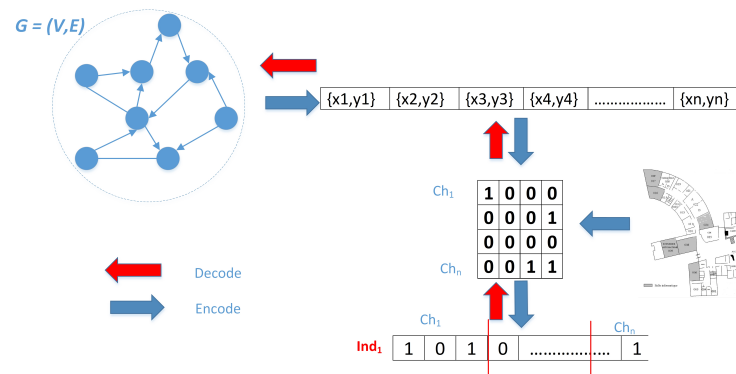 G = (V,E)
{x1,y1} {x2,y2} {x3,y3} {x4,y4} ……………… {xn,yn}
Ch1
1 0 0 0
0 0 0 1
0 0 0 0
Chn
0 0 1 1
Decode
Encode
Ch1
Chn
Ind1
1 0 1 0 ………………… 1